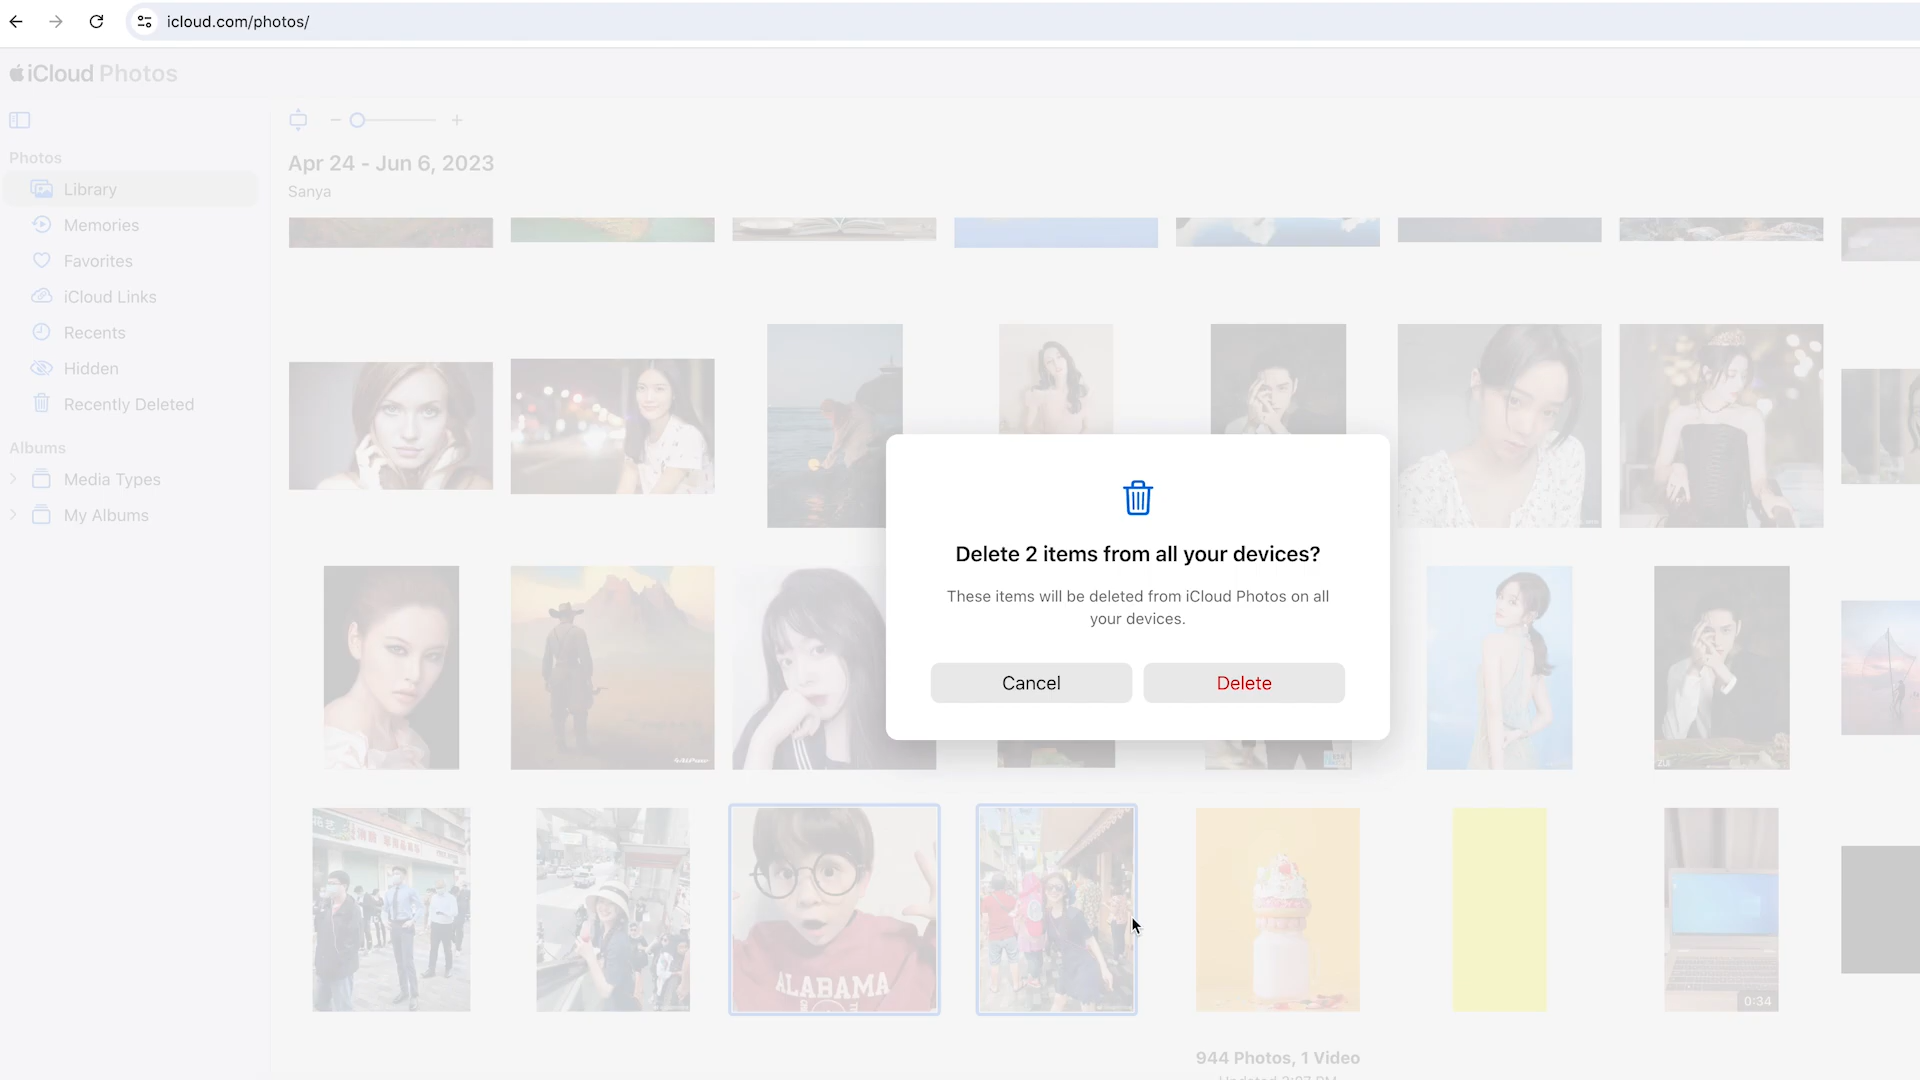 icloud.com/photos/
iCloud Photos
Photos
Library
Memories
Favorites
iCloud Links
Recents
Hidden
Recently Deleted
Albums
Media Types
My Albums
Apr 24 - Jun 6, 2023
Sanya
Delete 2 items from all your devices?
These items will be deleted from iCloud Photos on all
your devices.
Cancel
Delete
ALABAMA
0:34
944 Photos, 1 Video